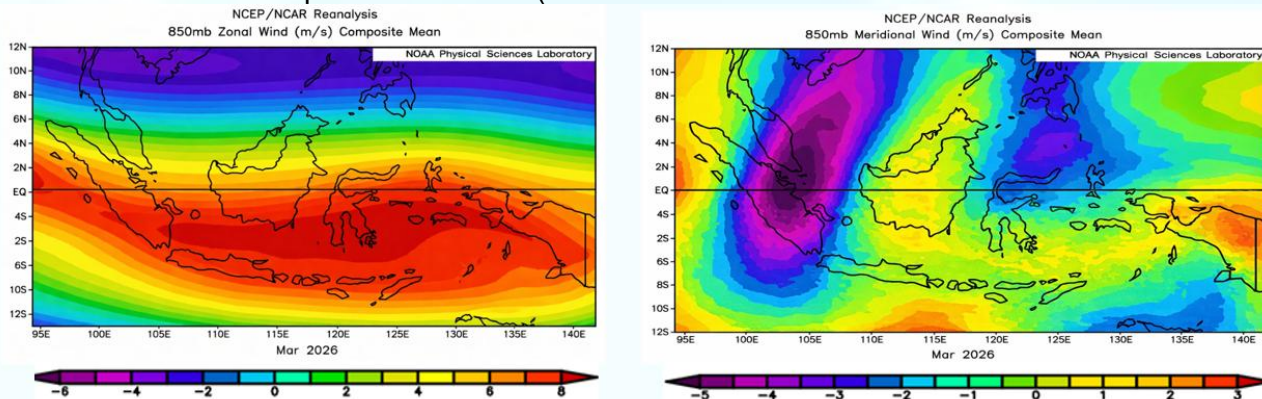 NCEP/NCAR Reanalysis
850mb Zonal Wind (m/s) Composite Mean
NOAA Physical Sciences Laboratory
12N
10N
8N
6N
4N
2N
EQ
4S
2S
6S
10S
12S
95E 100E 105E 110E 115E 120E 125E 130E 135E 140E
Mar 2026
-6 -4 -2 0 2 4 6 8
NCEP/NCAR Reanalysis
850mb Meridional Wind (m/s) Composite Mean
NOAA Physical Sciences Laboratory
12N
10N
8N
6N
4N
2N
EQ
4S
2S
6S
8S
10S
12S
95E 100E 105E 110E 115E 120E 125E 130E 135E 140E
Mar 2026
-5 -4 -3 -2 -1 0 1 2 3